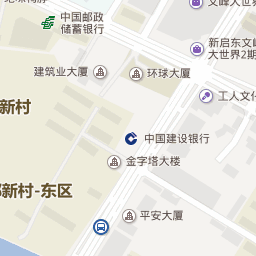 中国邮政
储蓄银行
文峰大世界
新启东文峰
大世界2期
建筑业大厦
环球大厦
工人文化
新村
中国建设银行
金字塔大楼
新村-东区
平安大厦